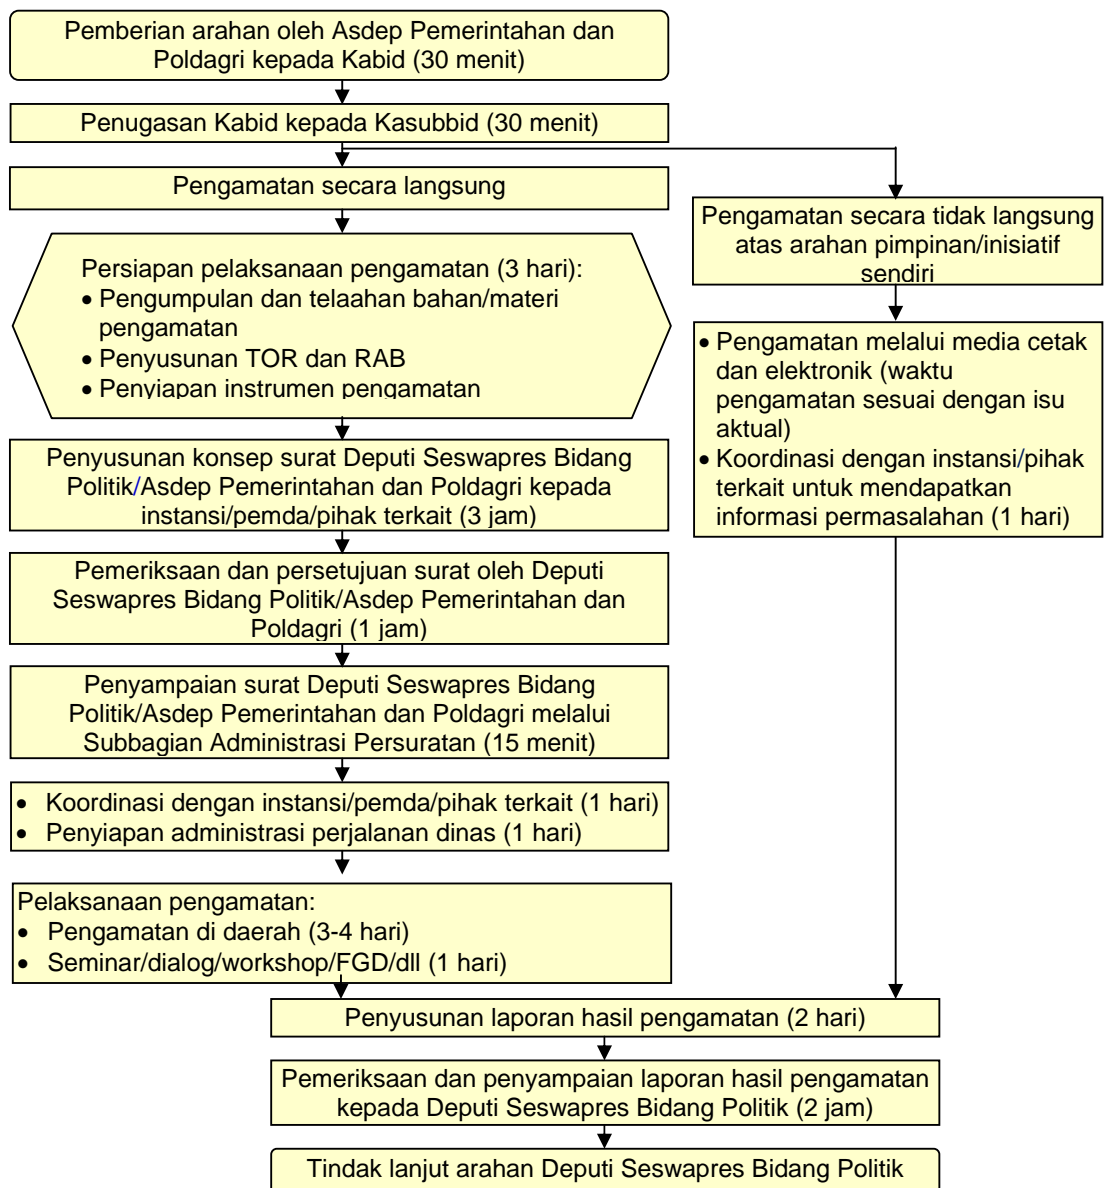 Pemberian arahan oleh Asdep Pemerintahan dan
Poldagri kepada Kabid (30 menit)
Penugasan Kabid kepada Kasubbid (30 menit)
Pengamatan secara langsung
Persiapan pelaksanaan pengamatan (3 hari):
• Pengumpulan dan telaahan bahan/materi
pengamatan
• Penyusunan TOR dan RAB
• Penyiapan instrumen pengamatan
Penyusunan konsep surat Deputi Seswapres Bidang
Politik/Asdep Pemerintahan dan Poldagri kepada
instansi/pemda/pihak terkait (3 jam)
Pemeriksaan dan persetujuan surat oleh Deputi
Seswapres Bidang Politik/Asdep Pemerintahan dan
Poldagri (1 jam)
Penyampaian surat Deputi Seswapres Bidang
Politik/Asdep Pemerintahan dan Poldagri melalui
Subbagian Administrasi Persuratan (15 menit)
• Koordinasi dengan instansi/pemda/pihak terkait (1 hari)
• Penyiapan administrasi perjalanan dinas (1 hari)
Pelaksanaan pengamatan:
• Pengamatan di daerah (3-4 hari)
• Seminar/dialog/workshop/FGD/dll (1 hari)
Pengamatan secara tidak langsung
atas arahan pimpinan/inisiatif
sendiri
• Pengamatan melalui media cetak
dan elektronik (waktu
pengamatan sesuai dengan isu
aktual)
• Koordinasi dengan instansi/pihak
terkait untuk mendapatkan
informasi permasalahan (1 hari)
Penyusunan laporan hasil pengamatan (2 hari)
Pemeriksaan dan penyampaian laporan hasil pengamatan
kepada Deputi Seswapres Bidang Politik (2 jam)
Tindak lanjut arahan Deputi Seswapres Bidang Politik